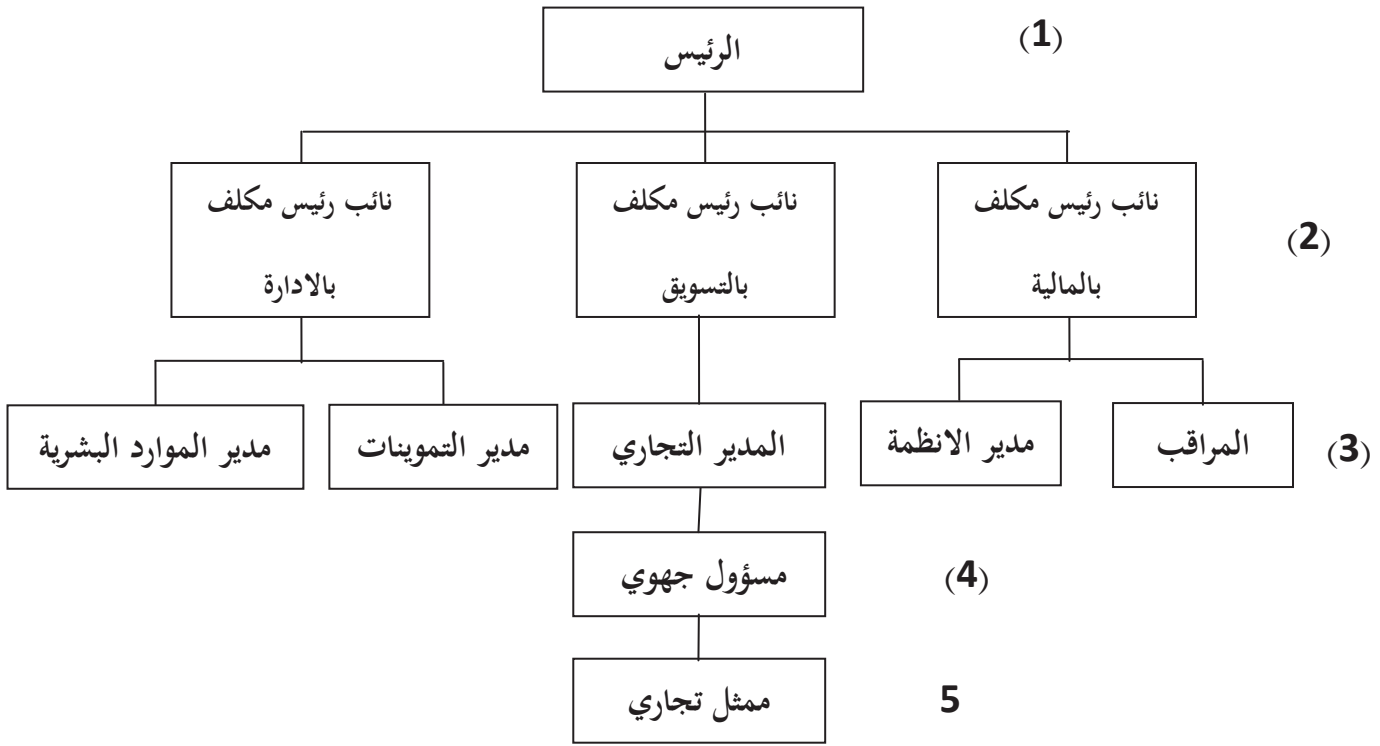 الرئيس
(1)
نائب رئيس مكلف
بالمالية
نائب رئيس مكلف
بالتسويق
نائب رئيس مكلف
بالادارة
(2)
المراقب
مدير الانظمة
المدير التجاري
مدير التموينات
مدير الموارد البشرية
(3)
مسؤول جهوي
(4)
ممثل تجاري
5